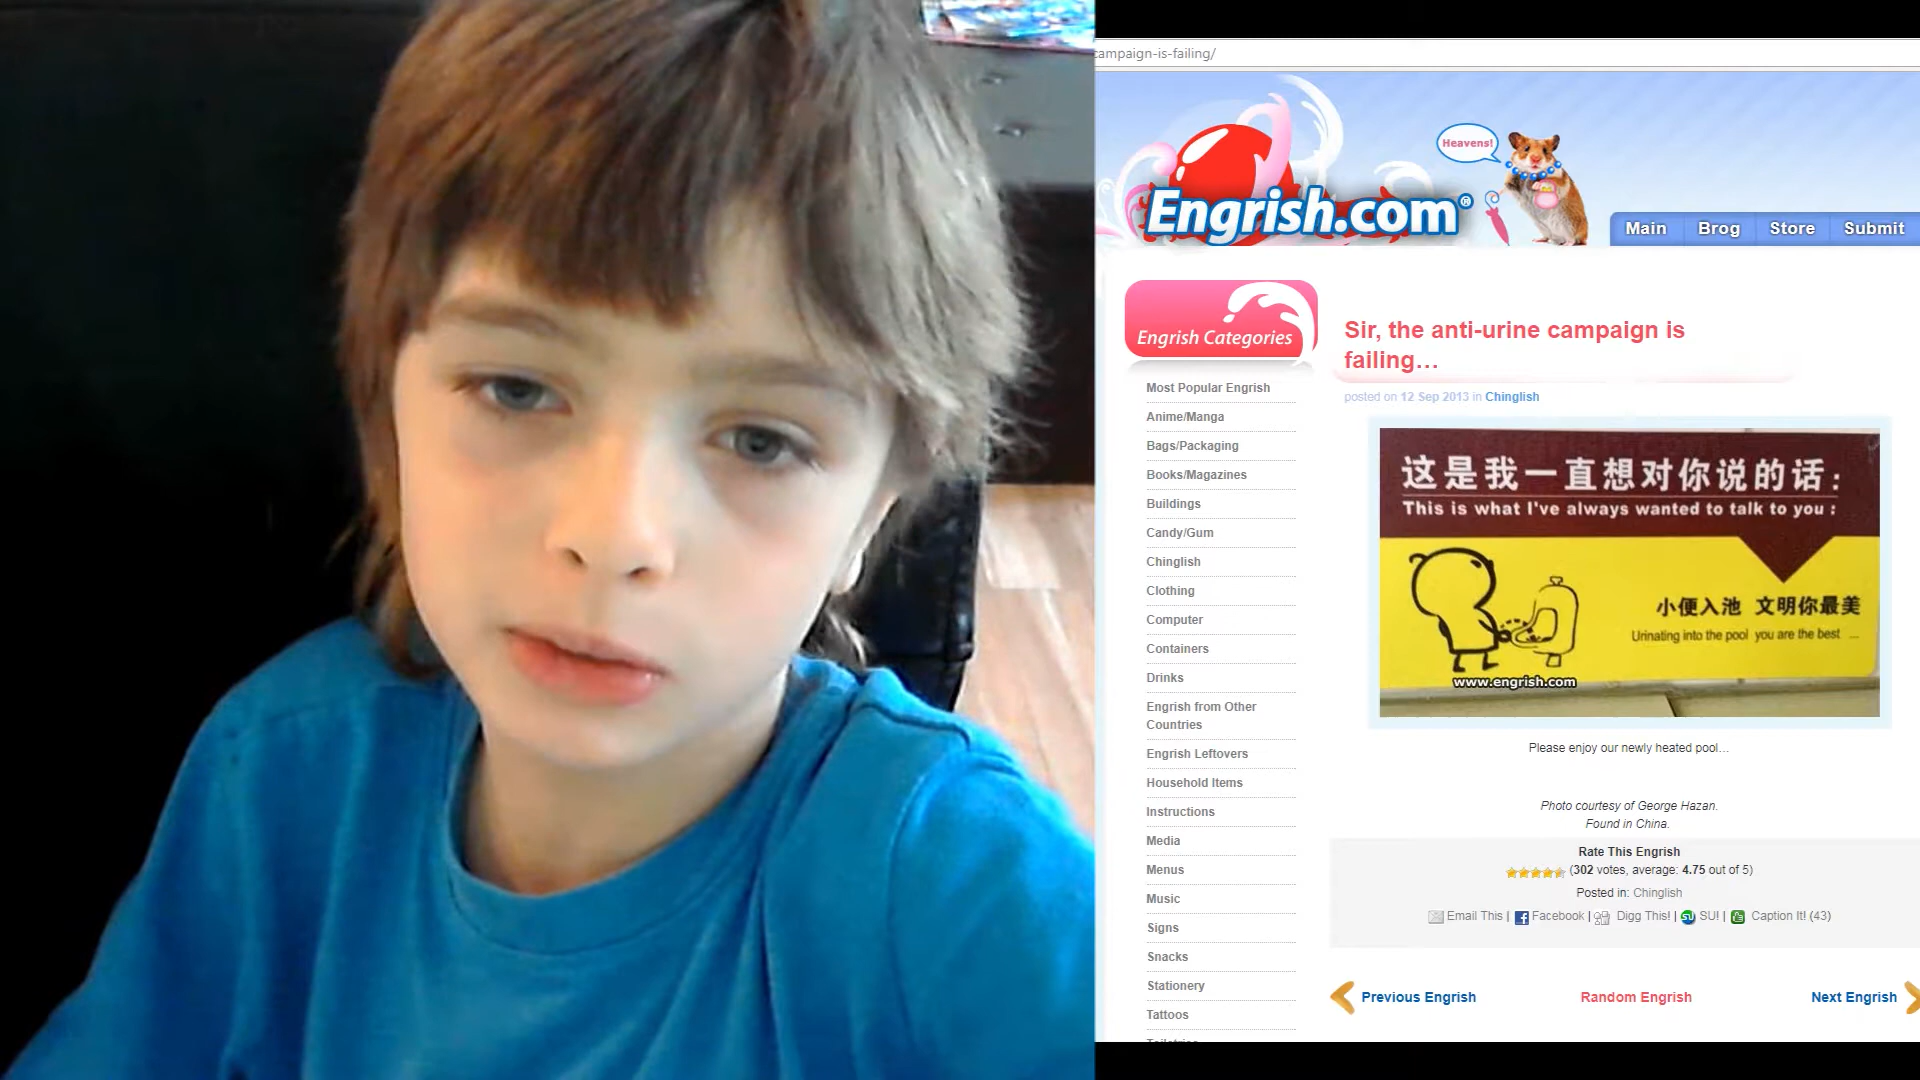 campaign-is-failing/
Heavens!
Engrish.com®
Main
Brog
Store
Submit
Engrish Categories
Most Popular Engrish
Anime/Manga
Bags/Packaging
Books/Magazines
Buildings
Candy/Gum
Chinglish
Clothing
Computer
Containers
Drinks
Engrish from Other
Countries
Engrish Leftovers
Household Items
Instructions
Media
Menus
Music
Signs
Snacks
Stationery
Tattoos
Sir, the anti-urine campaign is
failing…
posted on 12 Sep 2013 in Chinglish
这是我一直想对你说的话:
This is what I've always wanted to talk to you :
小便入池 文明你最美
Urinating into the pool you are the best ...
www.engrish.com
Please enjoy our newly heated pool…
Photo courtesy of George Hazan.
Found in China.
Rate This Engrish
(302 votes, average: 4.75 out of 5)
Posted in: Chinglish
Email This | Facebook | Digg This! | SU! | Caption It! (43)
Previous Engrish
Random Engrish
Next Engrish